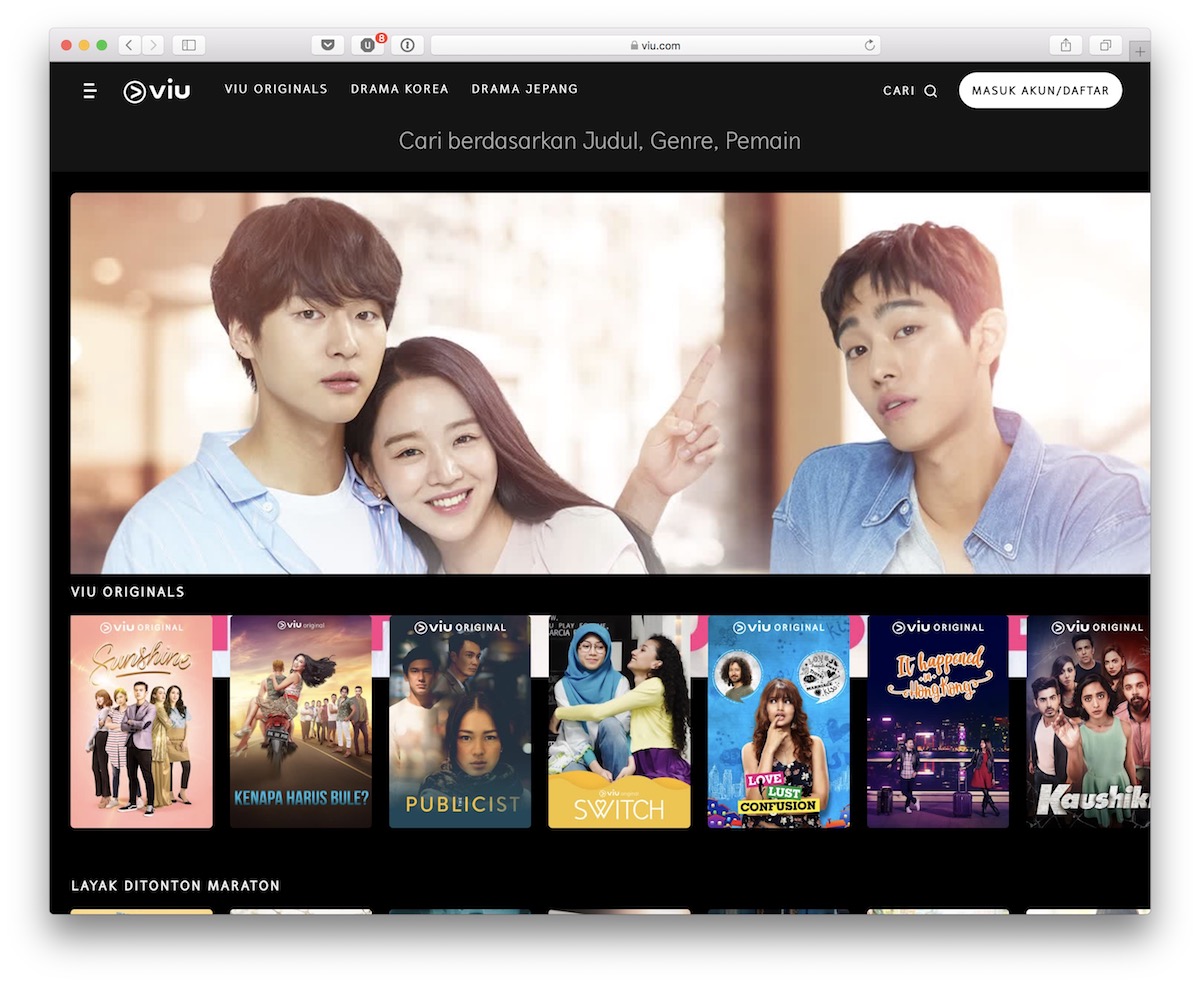 8
viu.com
viu
VIU ORIGINALS
DRAMA KOREA
DRAMA JEPANG
CARI
MASUK AKUN/DAFTAR
Cari berdasarkan Judul, Genre, Pemain
VIU ORIGINALS
viu ORIGINAL
Sunshine
viu original
KENAPA HARUS BULE?
viu ORIGINAL
THE
PUBLICIST
viu original
SWITCH
viu ORIGINAL
LOVE
LUST
CONFUSION
viu ORIGINAL
It happened
in
HongKong
viu ORIGINAL
Kaushik
LAYAK DITONTON MARATON